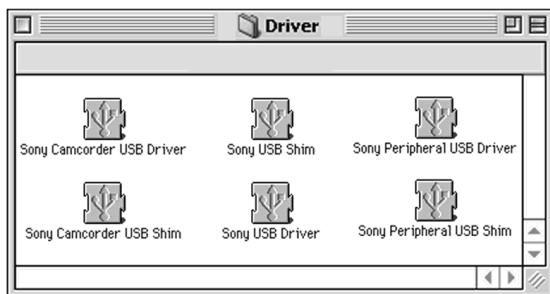 Driver
Sony Camcorder USB Driver
Sony USB Shim
Sony Peripheral USB Driver
Sony Camcorder USB Shim
Sony USB Driver
Sony Peripheral USB Shim